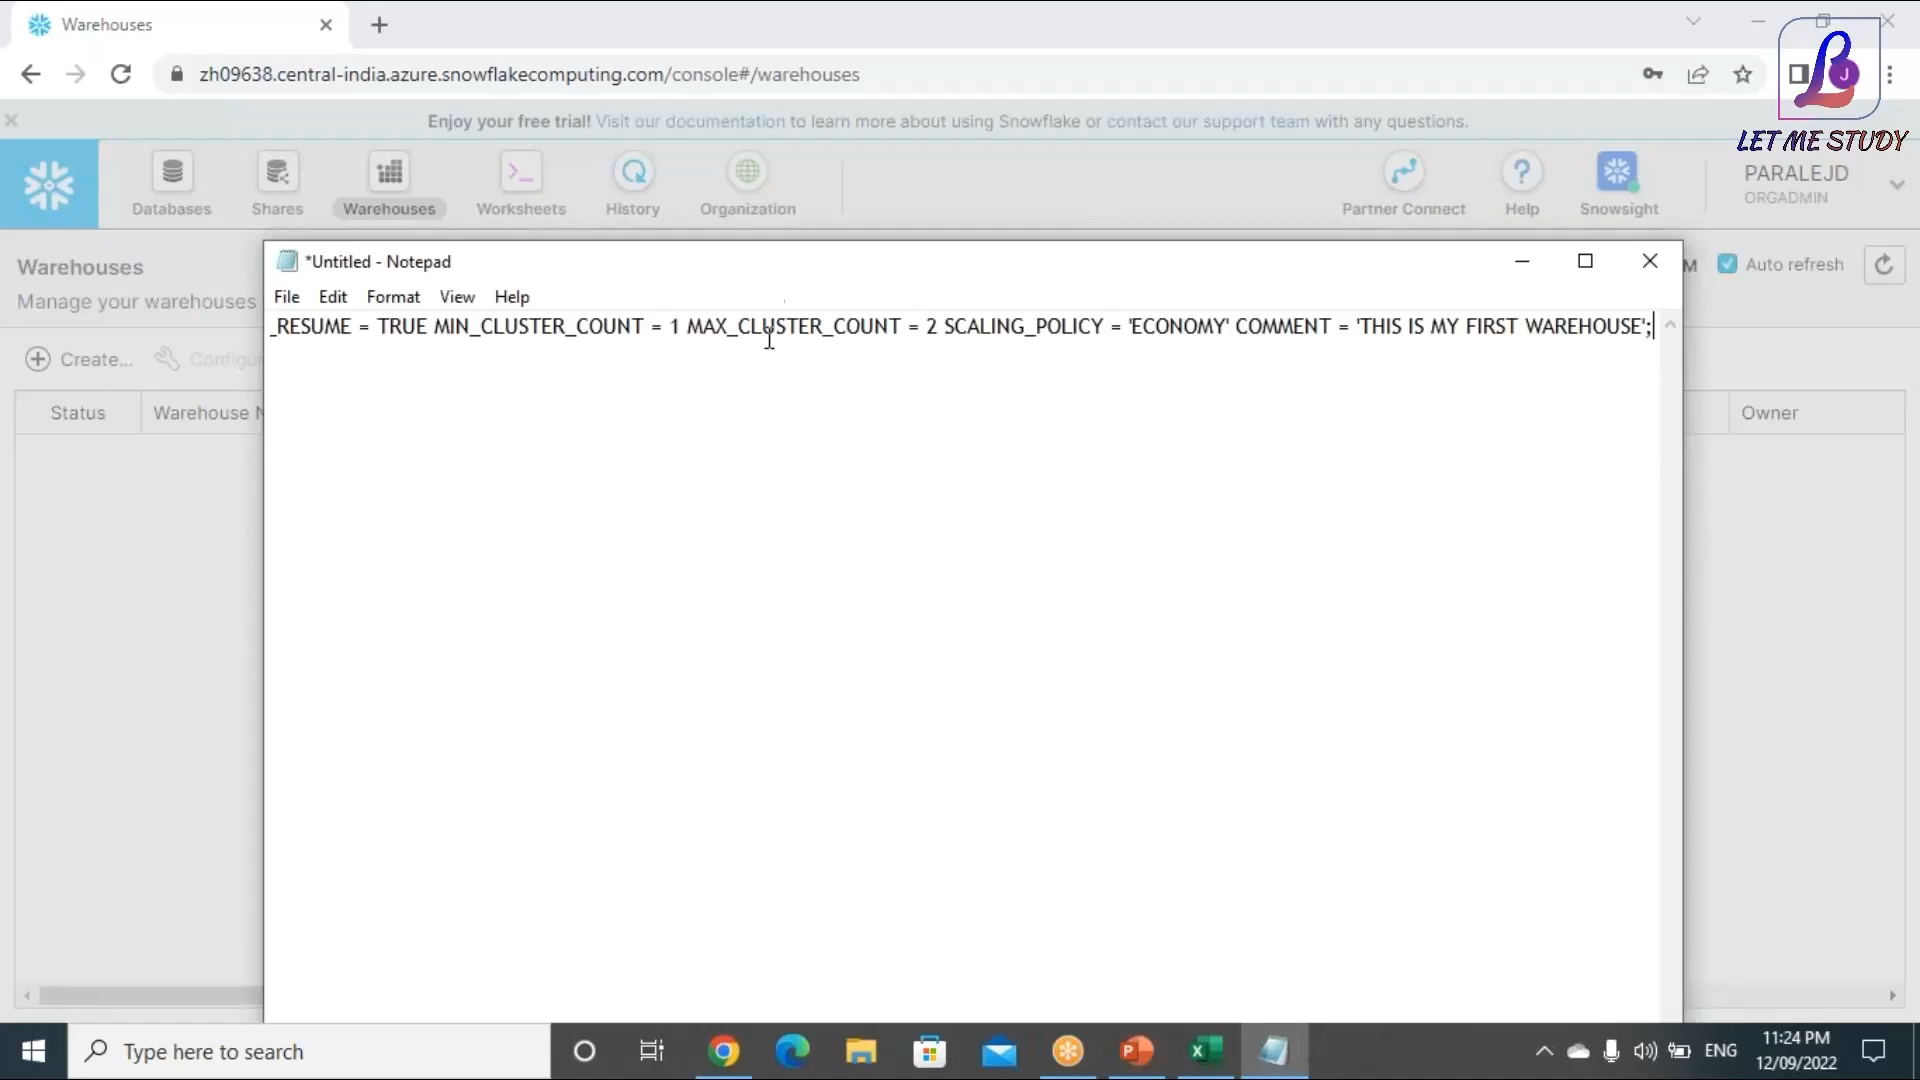 Warehouses
zh09638.central-india.azure.snowflakecomputing.com/console#/warehouses
J
LET ME STUDY
Enjoy your free trial! Visit our documentation to learn more about using Snowflake or contact our support team with any questions.
Databases Shares Warehouses Worksheets History Organization Partner Connect Help Snowsight
PARALEJD
ORGADMIN
Warehouses
Manage your warehouses
M Auto refresh
*Untitled - Notepad
File Edit Format View Help
_RESUME = TRUE MIN_CLUSTER_COUNT = 1 MAX_CLUSTER_COUNT = 2 SCALING_POLICY = 'ECONOMY' COMMENT = 'THIS IS MY FIRST WAREHOUSE';
Create... Configu
Status Warehouse N Owner
Type here to search
ENG
11:24 PM
12/09/2022